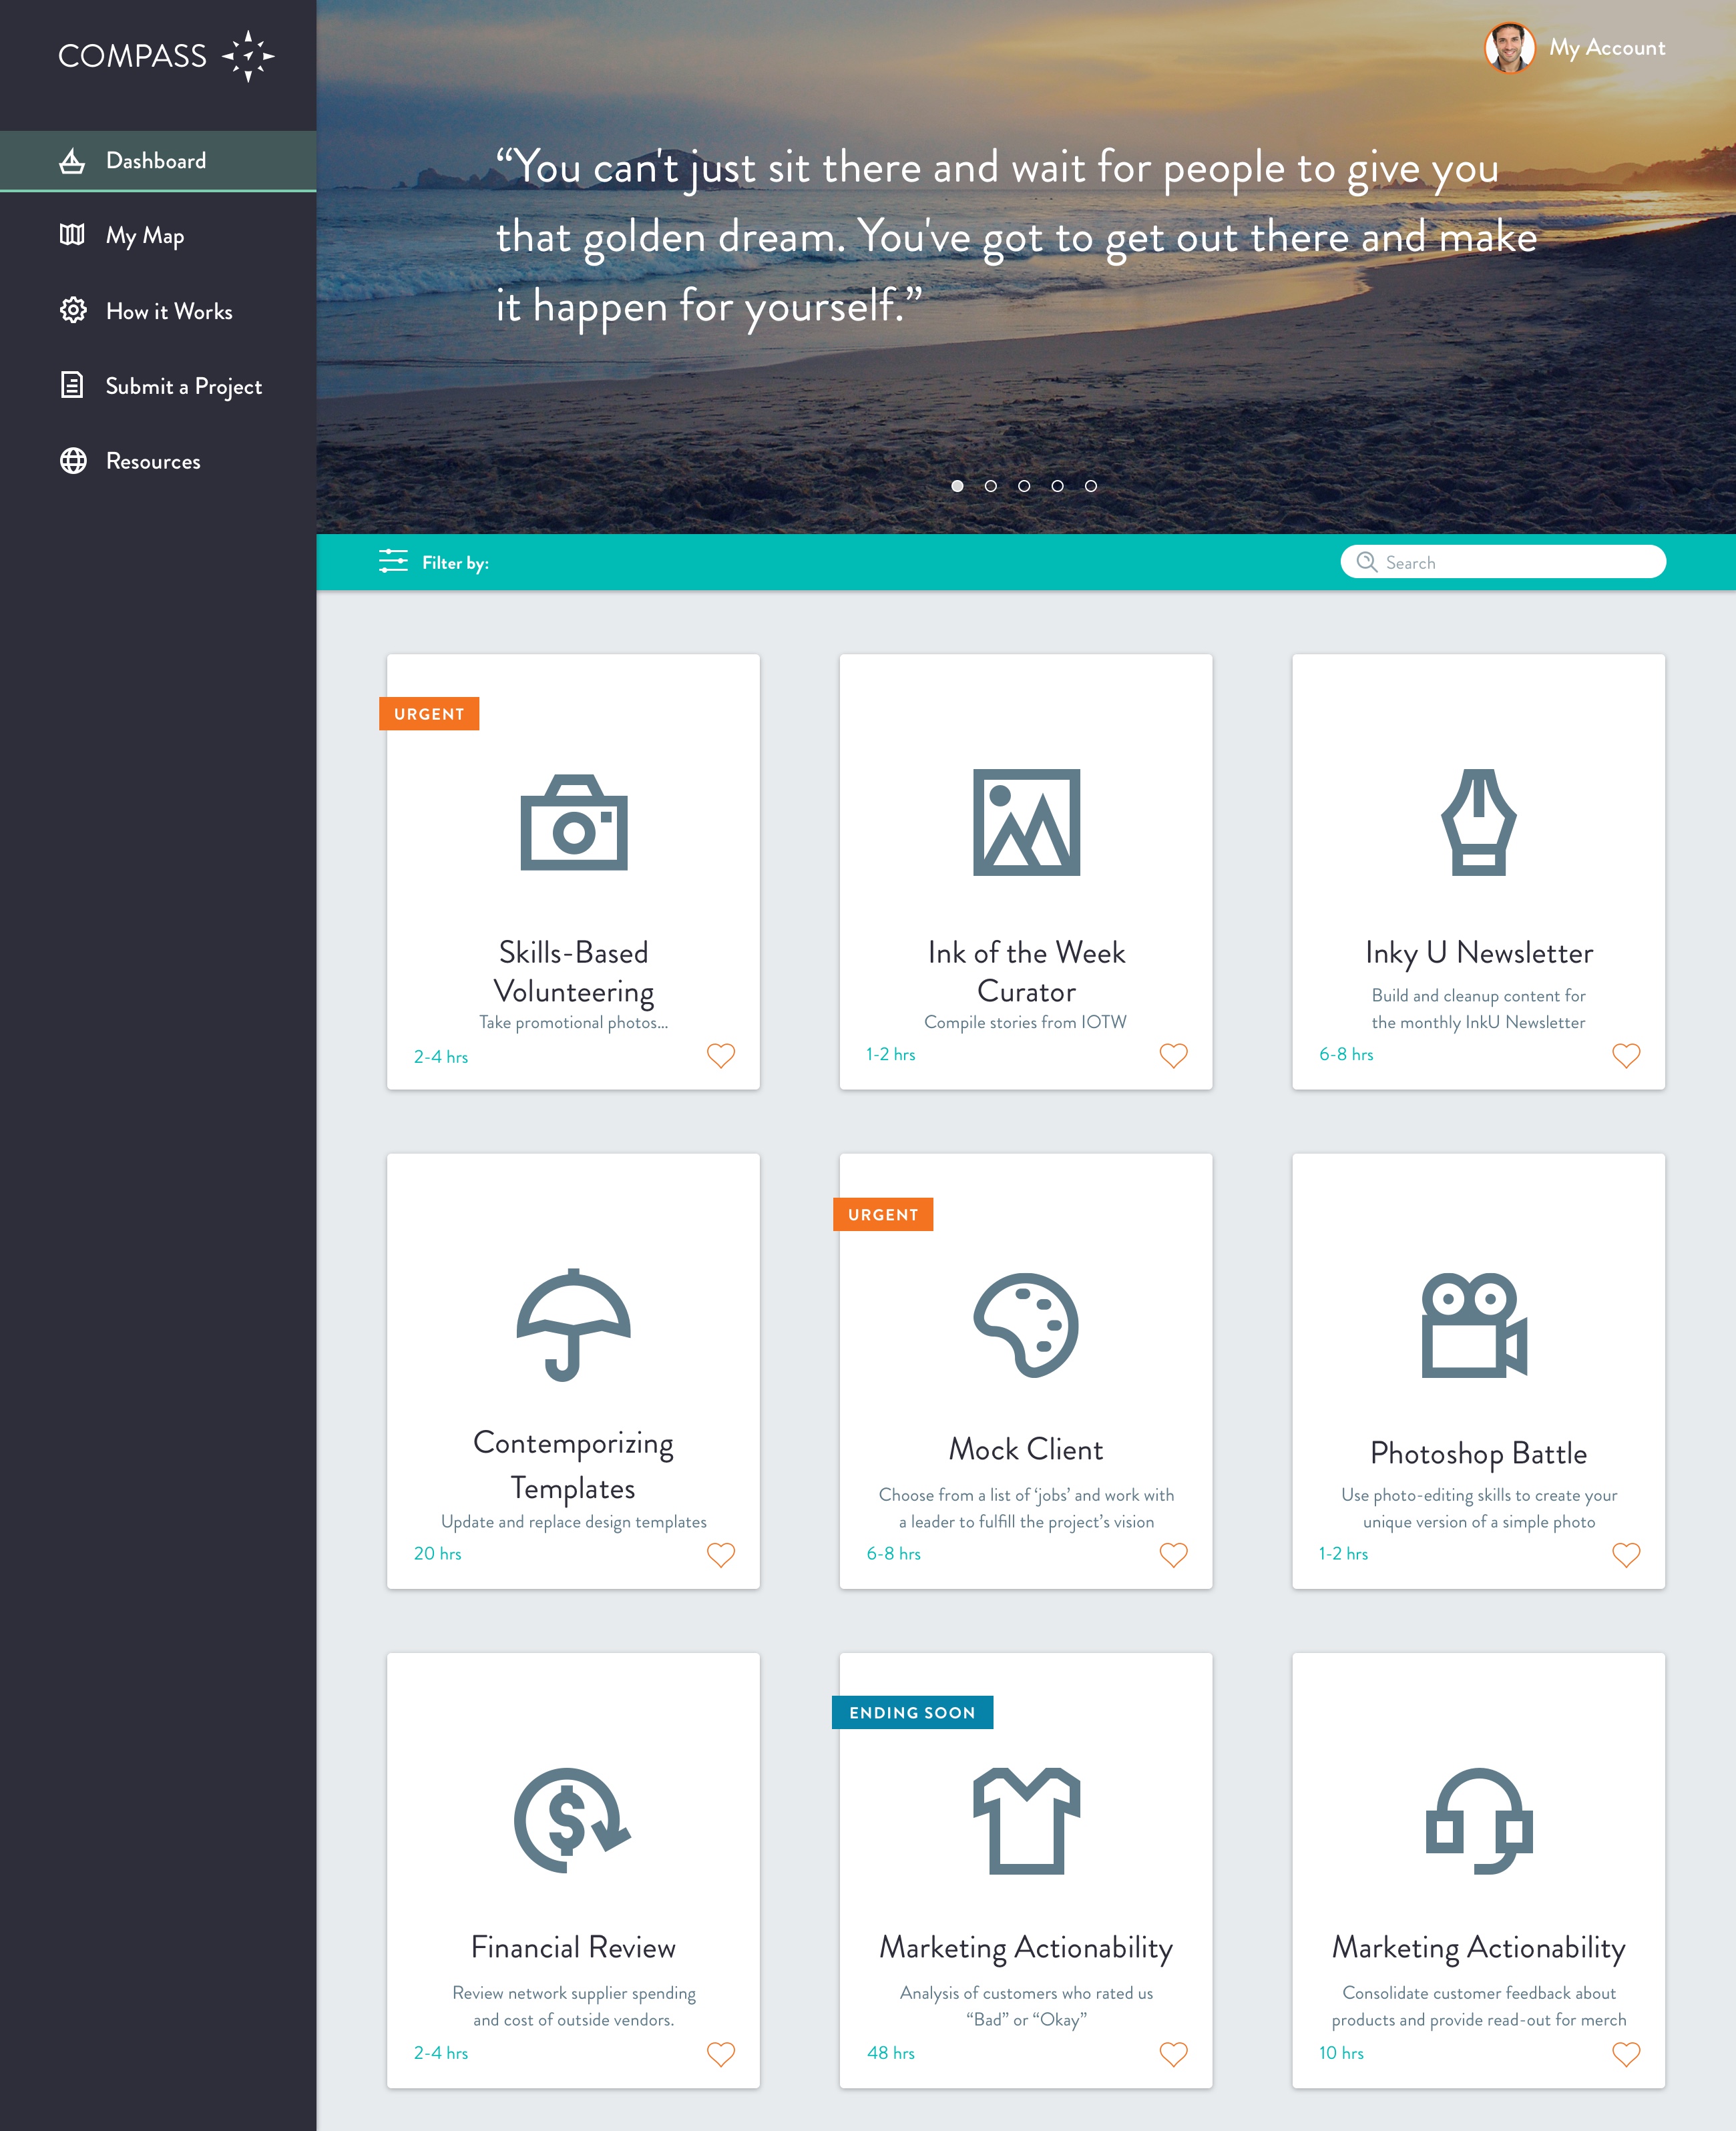 COMPASS
My Account
Dashboard
My Map
How it Works
Submit a Project
Resources
“You can't just sit there and wait for people to give you
that golden dream. You've got to get out there and make
it happen for yourself.”
Filter by:
Search
URGENT
Skills-Based
Volunteering
Take promotional photos...
2-4 hrs
Ink of the Week
Curator
Compile stories from IOTW
1-2 hrs
Inky U Newsletter
Build and cleanup content for
the monthly InkU Newsletter
6-8 hrs
Contemporizing
Templates
Update and replace design templates
20 hrs
URGENT
Mock Client
Choose from a list of ‘jobs’ and work with
a leader to fulfill the project’s vision
6-8 hrs
Photoshop Battle
Use photo-editing skills to create your
unique version of a simple photo
1-2 hrs
Financial Review
Review network supplier spending
and cost of outside vendors.
2-4 hrs
ENDING SOON
Marketing Actionability
Analysis of customers who rated us
“Bad” or “Okay”
48 hrs
Marketing Actionability
Consolidate customer feedback about
products and provide read-out for merch
10 hrs